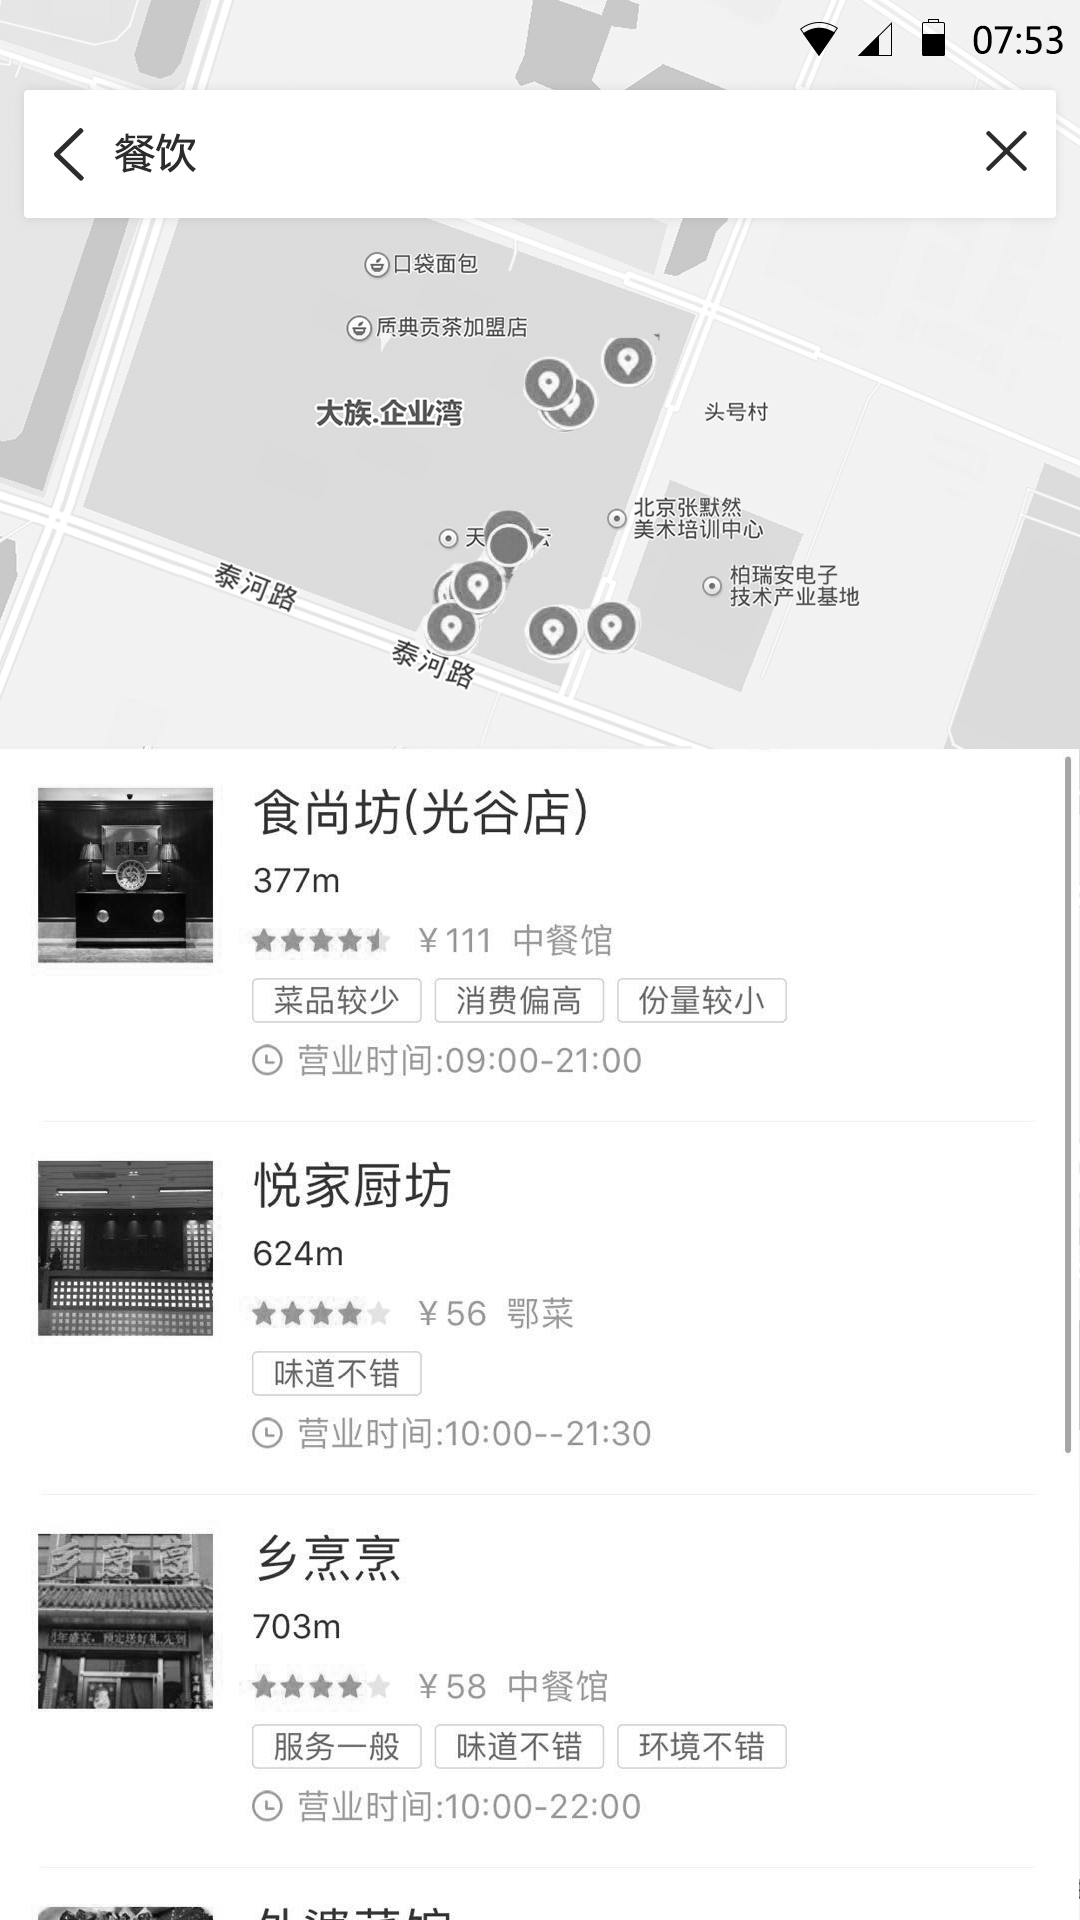 07:53
餐饮
口袋面包
质典贡茶加盟店
大族.企业湾
头号村
北京张默然
美术培训中心
天
云
柏瑞安电子
技术产业基地
泰河路
泰河路
食尚坊(光谷店)
377m
¥111 中餐馆
菜品较少 消费偏高 份量较小
营业时间:09:00-21:00
悦家厨坊
624m
¥56 鄂菜
味道不错
营业时间:10:00--21:30
乡烹烹
703m
¥58 中餐馆
服务一般 味道不错 环境不错
营业时间:10:00-22:00
外婆菜馆